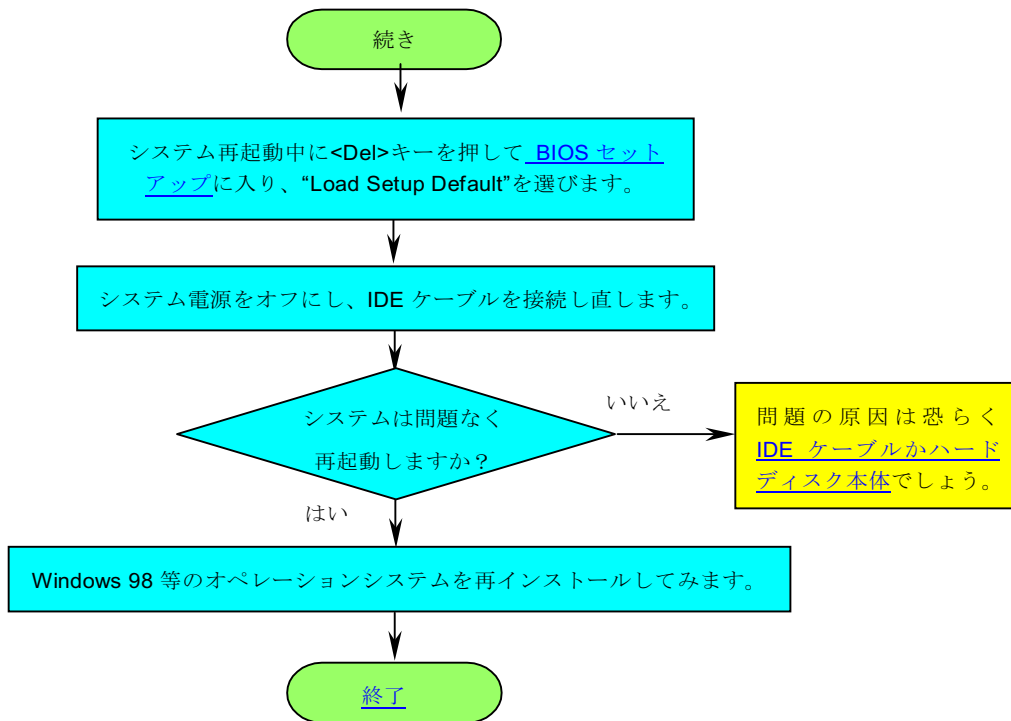 続き
システム再起動中に<Del>キーを押して BIOS セット
アップに入り、“Load Setup Default”を選びます。
システム電源をオフにし、IDE ケーブルを接続し直します。
システムは問題なく
再起動しますか？
いいえ
問題の原因は恐らく
IDE ケーブルかハード
ディスク本体でしょう。
はい
Windows 98 等のオペレーションシステムを再インストールしてみます。
終了